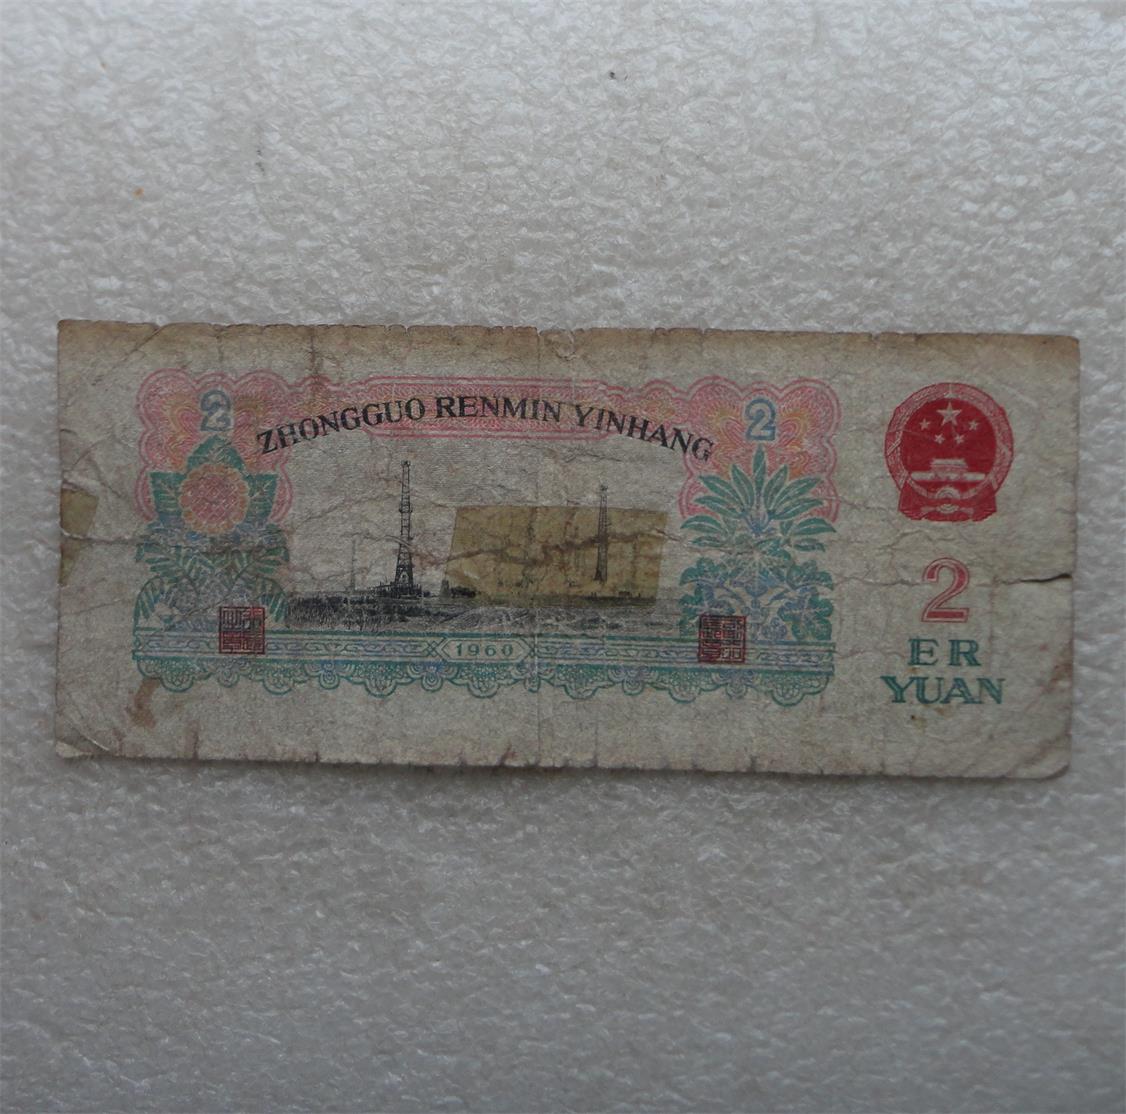 ZHONGGUO RENMIN YINHANG
2
2
1960
2
ER
YUAN